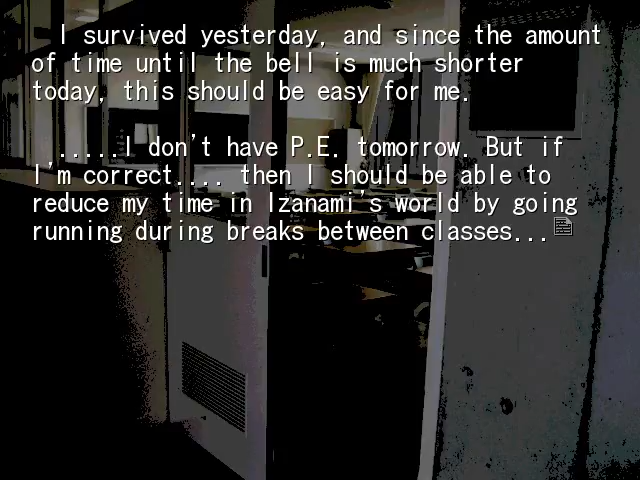 I survived yesterday, and since the amount
of time until the bell is much shorter
today, this should be easy for me.
.....I don't have P.E. tomorrow. But if
I'm correct.... then I should be able to
reduce my time in Izanami's world by going
running during breaks between classes...